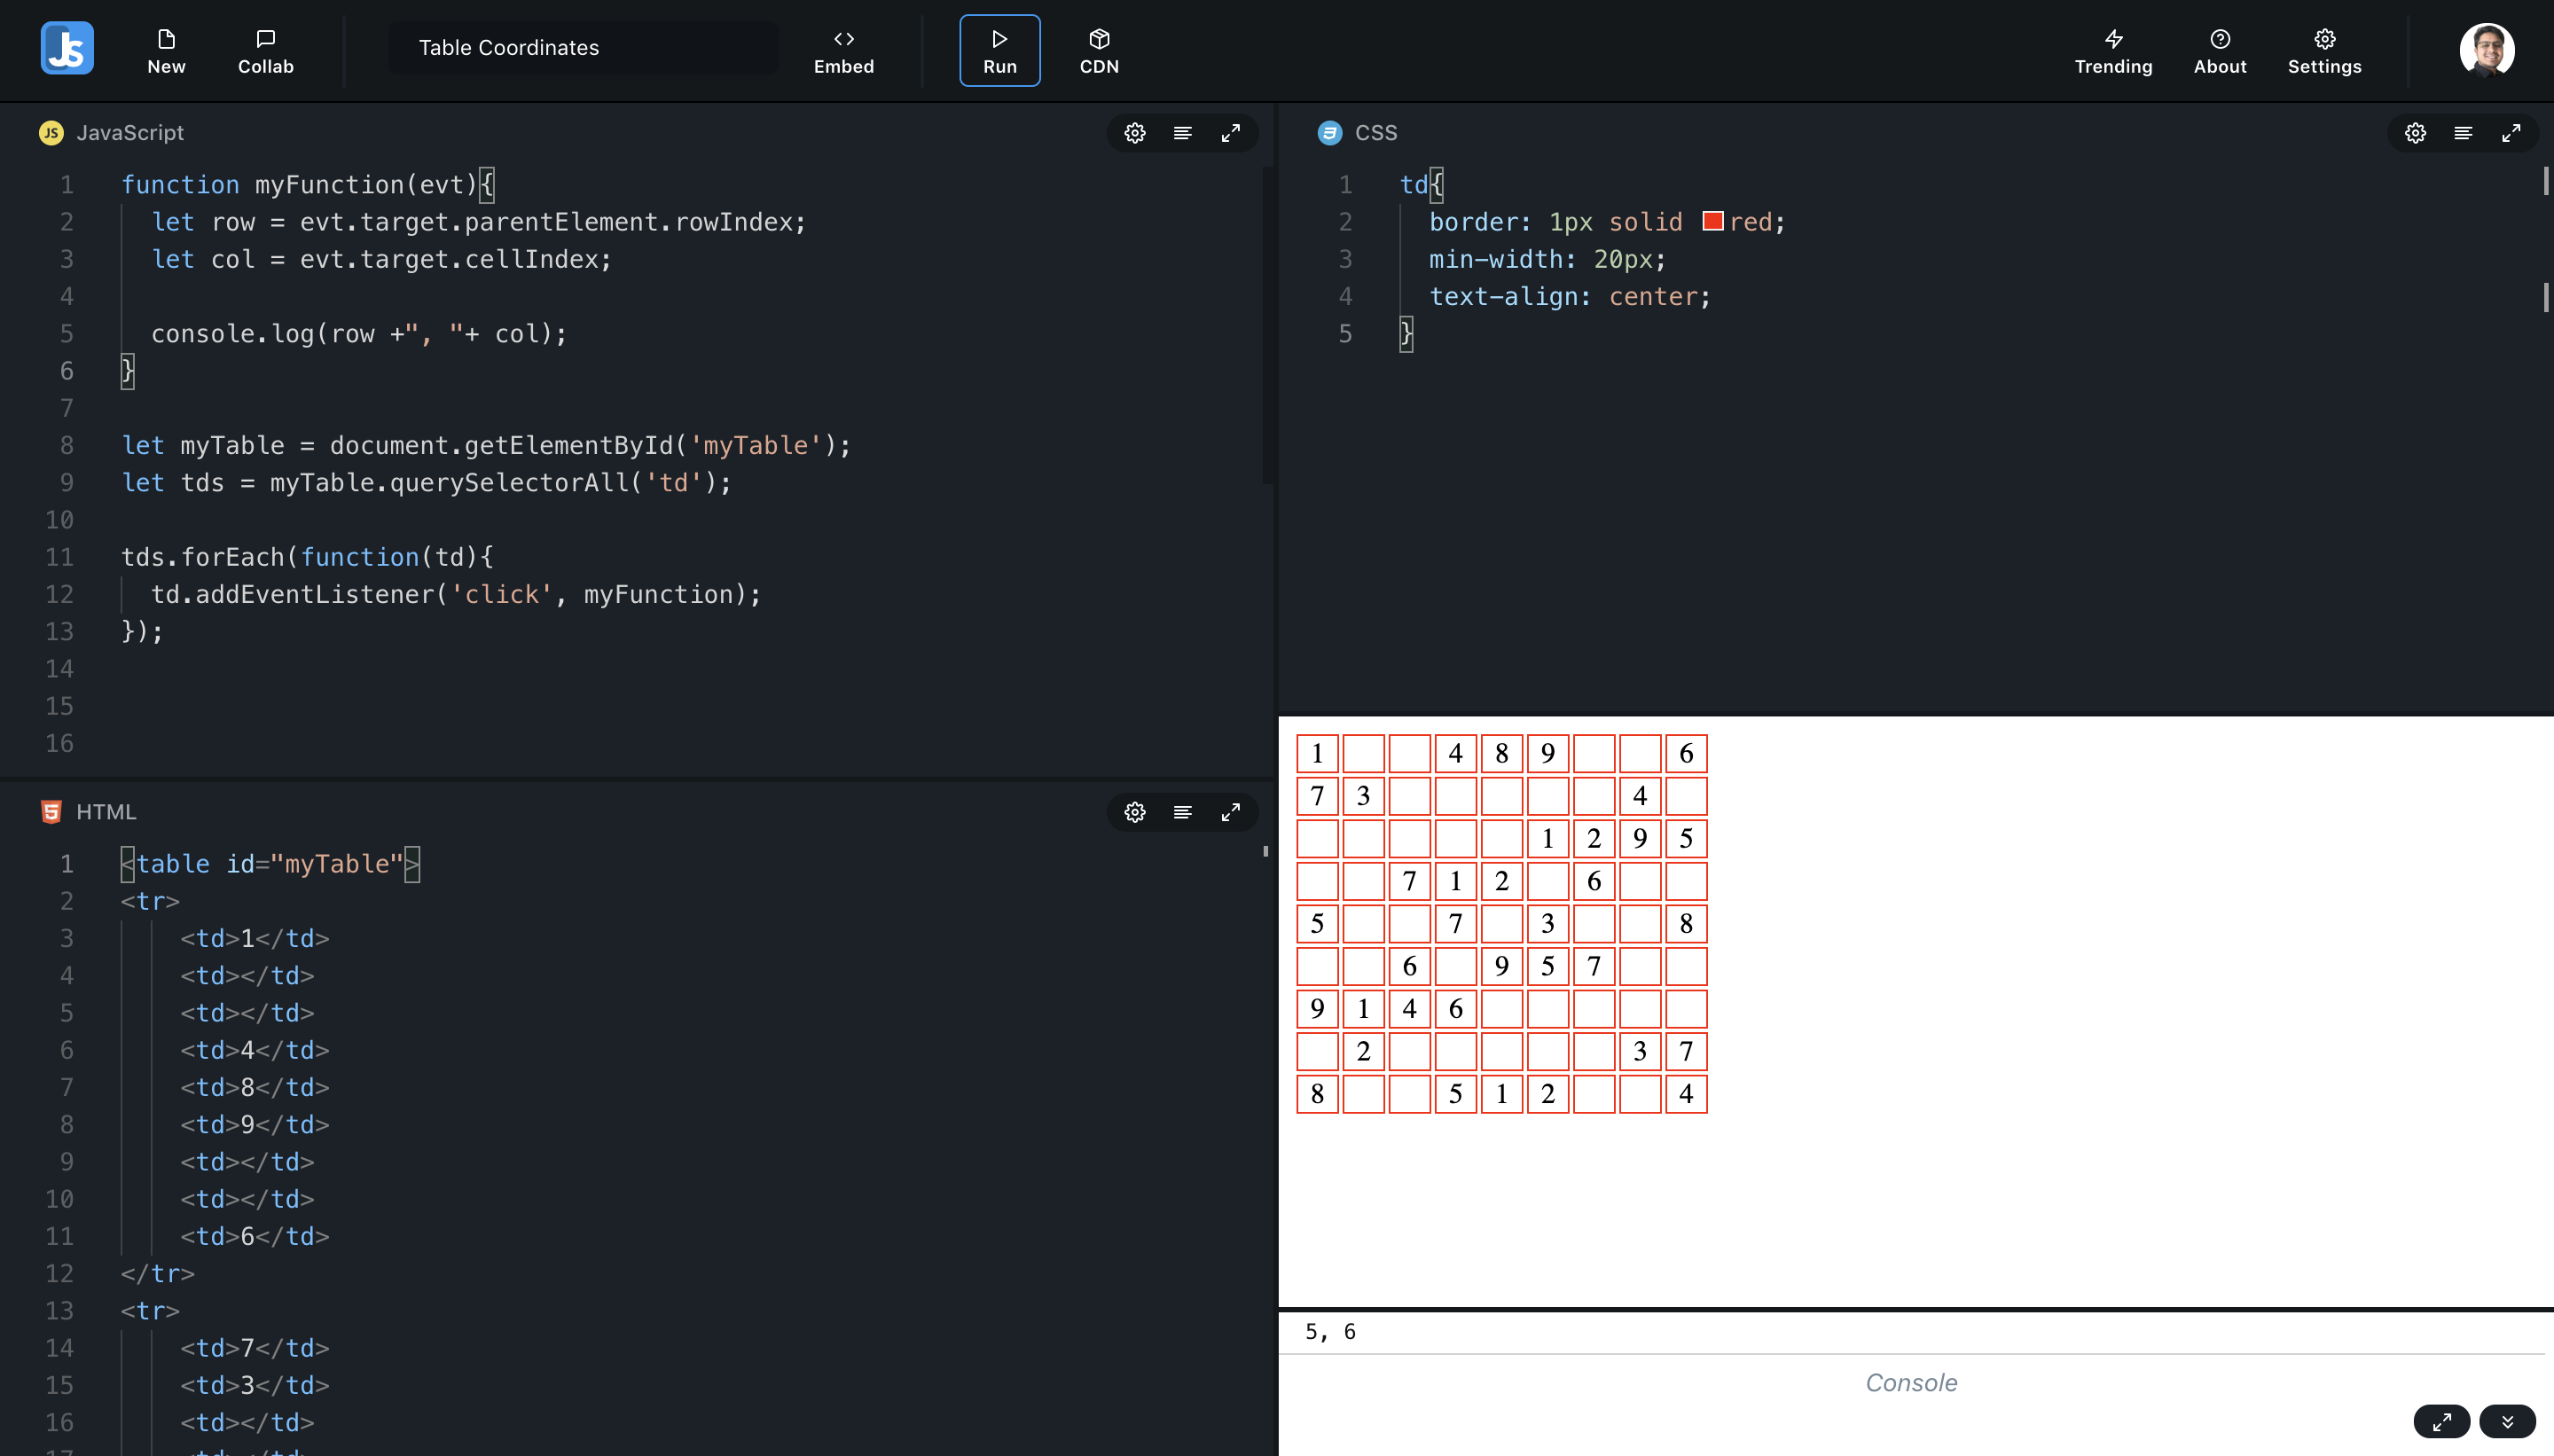 JS
New
Collab
Table Coordinates
Embed
Run
CDN
Trending
About
Settings
JS JavaScript
1 function myFunction(evt){
2 let row = evt.target.parentElement.rowIndex;
3 let col = evt.target.cellIndex;
4
5 console.log(row +", "+ col);
6 }
7
8 let myTable = document.getElementById('myTable');
9 let tds = myTable.querySelectorAll('td');
10
11 tds.forEach(function(td){
12 td.addEventListener('click', myFunction);
13 });
14
15
16
CSS
1 td{
2 border: 1px solid red;
3 min-width: 20px;
4 text-align: center;
5 }
5 HTML
1 <table id="myTable">
2 <tr>
3 <td>1</td>
4 <td></td>
5 <td></td>
6 <td>4</td>
7 <td>8</td>
8 <td>9</td>
9 <td></td>
10 <td></td>
11 <td>6</td>
12 </tr>
13 <tr>
14 <td>7</td>
15 <td>3</td>
16 <td></td>
1 4 8 9 6
7 3 4
1 2 9 5
7 1 2 6
5 7 3 8
6 9 5 7
9 1 4 6
2 3 7
8 5 1 2 4
5, 6
Console